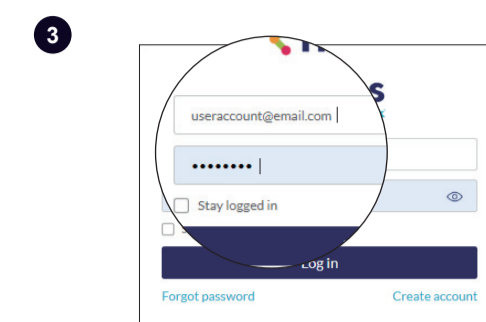 3
useraccount@email.com
••••••••
Stay logged in
Log in
Forgot password
Create account